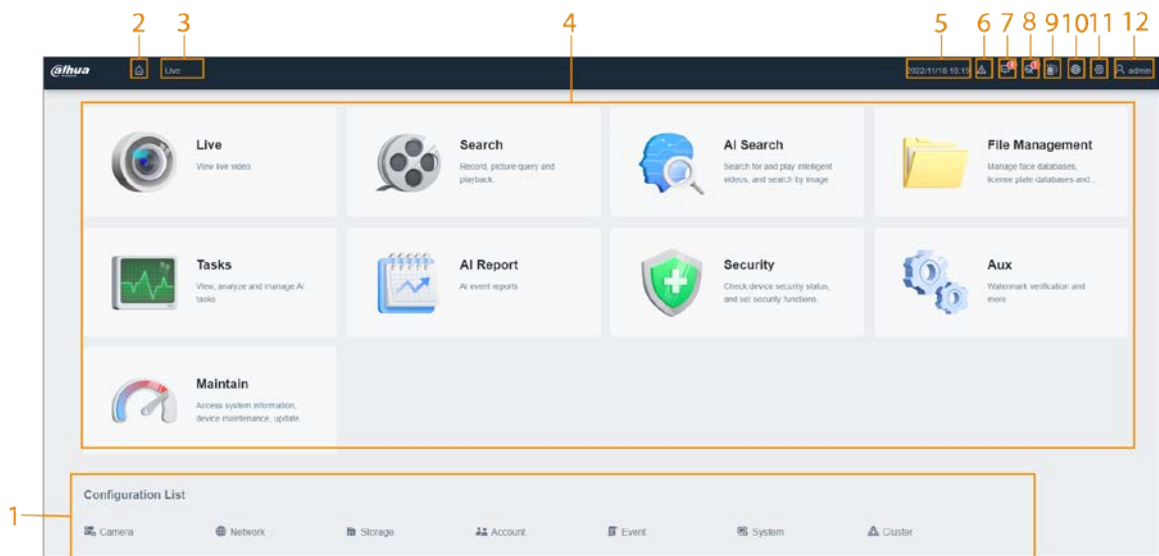 2 3 4 5 6 7 8 9 10 11 12
alhua Live 2022/11/18 13:15 admin
Live
View live video.
Search
Record, picture query and
playback.
AI Search
Search for and play intelligent
videos, and search by image
File Management
Manage face databases,
license plate databases and...
Tasks
View, analyze and manage AI
tasks
AI Report
AI event reports
Security
Check device security status,
and set security functions.
Aux
Watermark verification and
more
Maintain
Access system information,
device maintenance, update.
1
Configuration List
Camera Network Storage Account Event System Cluster